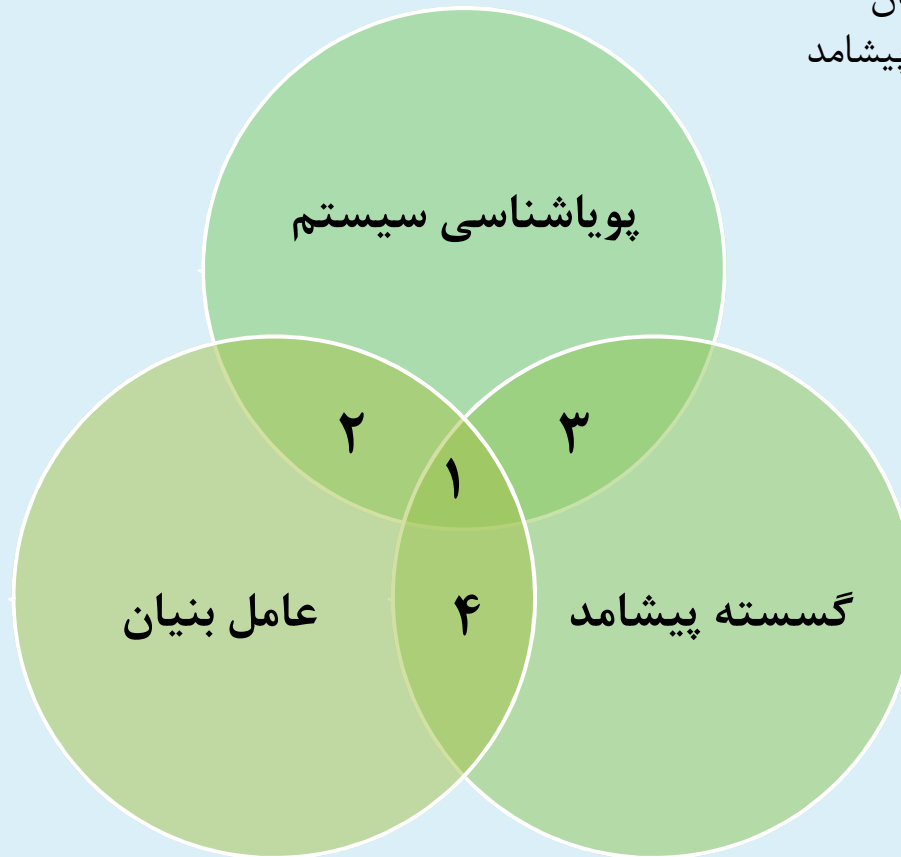 پیشامد
پویاشناسی سیستم
۲
۳
۱
عامل بنیان
۴
گسسته پیشامد